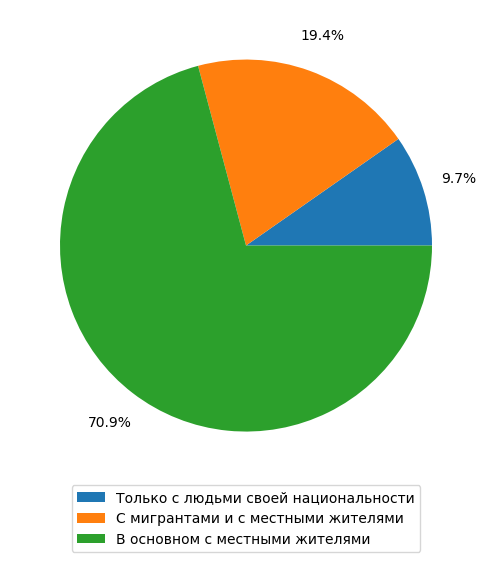 19.4%
9.7%
70.9%
Только с людьми своей национальности
С мигрантами и с местными жителями
В основном с местными жителями